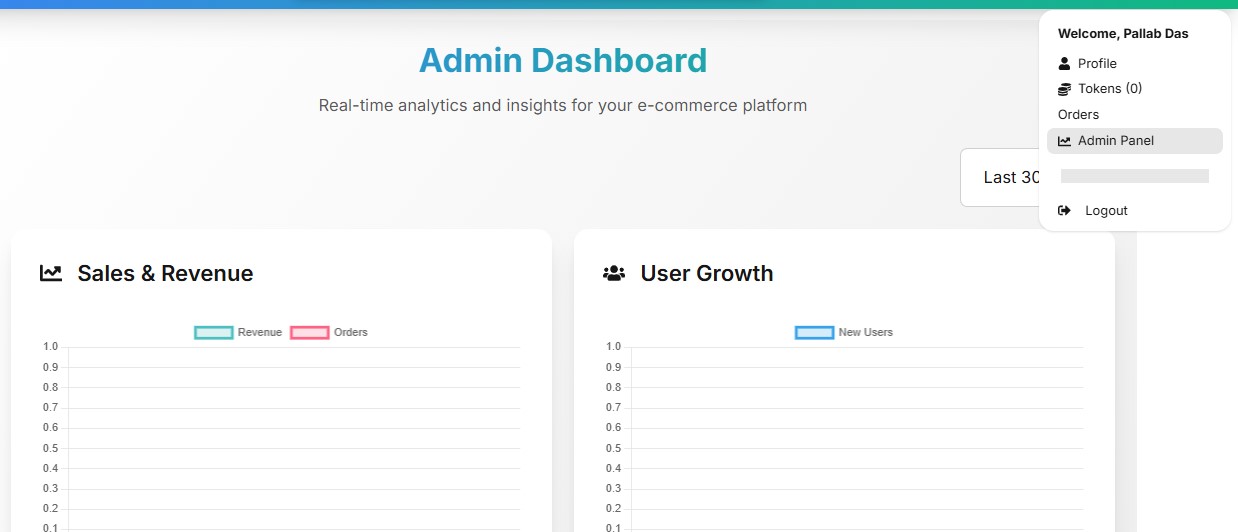 Welcome, Pallab Das
Profile
Tokens (0)
Orders
Admin Panel
Logout
Admin Dashboard
Real-time analytics and insights for your e-commerce platform
Last 30
Sales & Revenue
Revenue Orders
1.0
0.9
0.8
0.7
0.6
0.5
0.4
0.3
0.2
0.1
User Growth
New Users
1.0
0.9
0.8
0.7
0.6
0.5
0.4
0.3
0.2
0.1